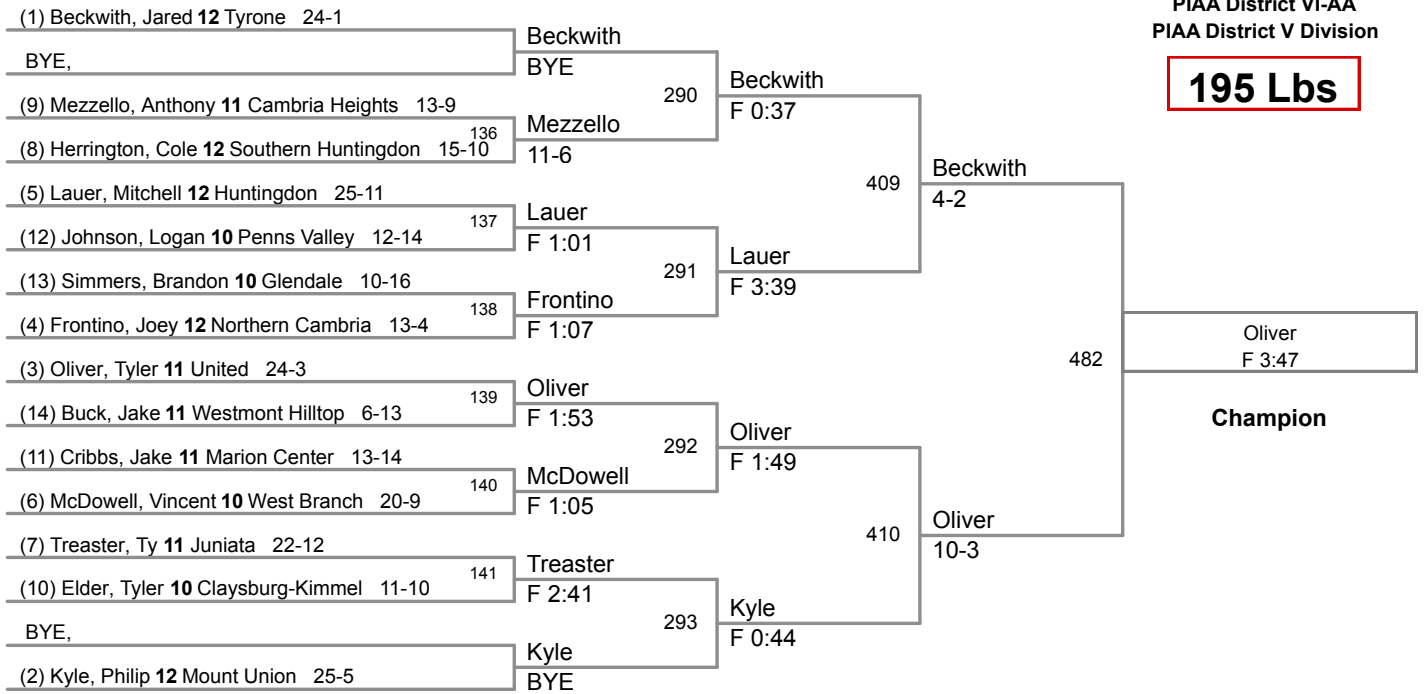 PIAA District VI-AA
PIAA District V Division
195 Lbs
(1) Beckwith, Jared 12 Tyrone 24-1
BYE,
(9) Mezzello, Anthony 11 Cambria Heights 13-9
(8) Herrington, Cole 12 Southern Huntingdon 15-10
(5) Lauer, Mitchell 12 Huntingdon 25-11
(12) Johnson, Logan 10 Penns Valley 12-14
(13) Simmers, Brandon 10 Glendale 10-16
(4) Frontino, Joey 12 Northern Cambria 13-4
(3) Oliver, Tyler 11 United 24-3
(14) Buck, Jake 11 Westmont Hilltop 6-13
(11) Cribbs, Jake 11 Marion Center 13-14
(6) McDowell, Vincent 10 West Branch 20-9
(7) Treaster, Ty 11 Juniata 22-12
(10) Elder, Tyler 10 Claysburg-Kimmel 11-10
BYE,
(2) Kyle, Philip 12 Mount Union 25-5
136
137
138
139
140
141
Beckwith
BYE
Mezzello
11-6
Lauer
F 1:01
Frontino
F 1:07
Oliver
F 1:53
McDowell
F 1:05
Treaster
F 2:41
Kyle
BYE
290
291
292
293
Beckwith
F 0:37
Lauer
F 3:39
Oliver
F 1:49
Kyle
F 0:44
409
410
Beckwith
4-2
Oliver
10-3
482
Oliver
F 3:47
Champion